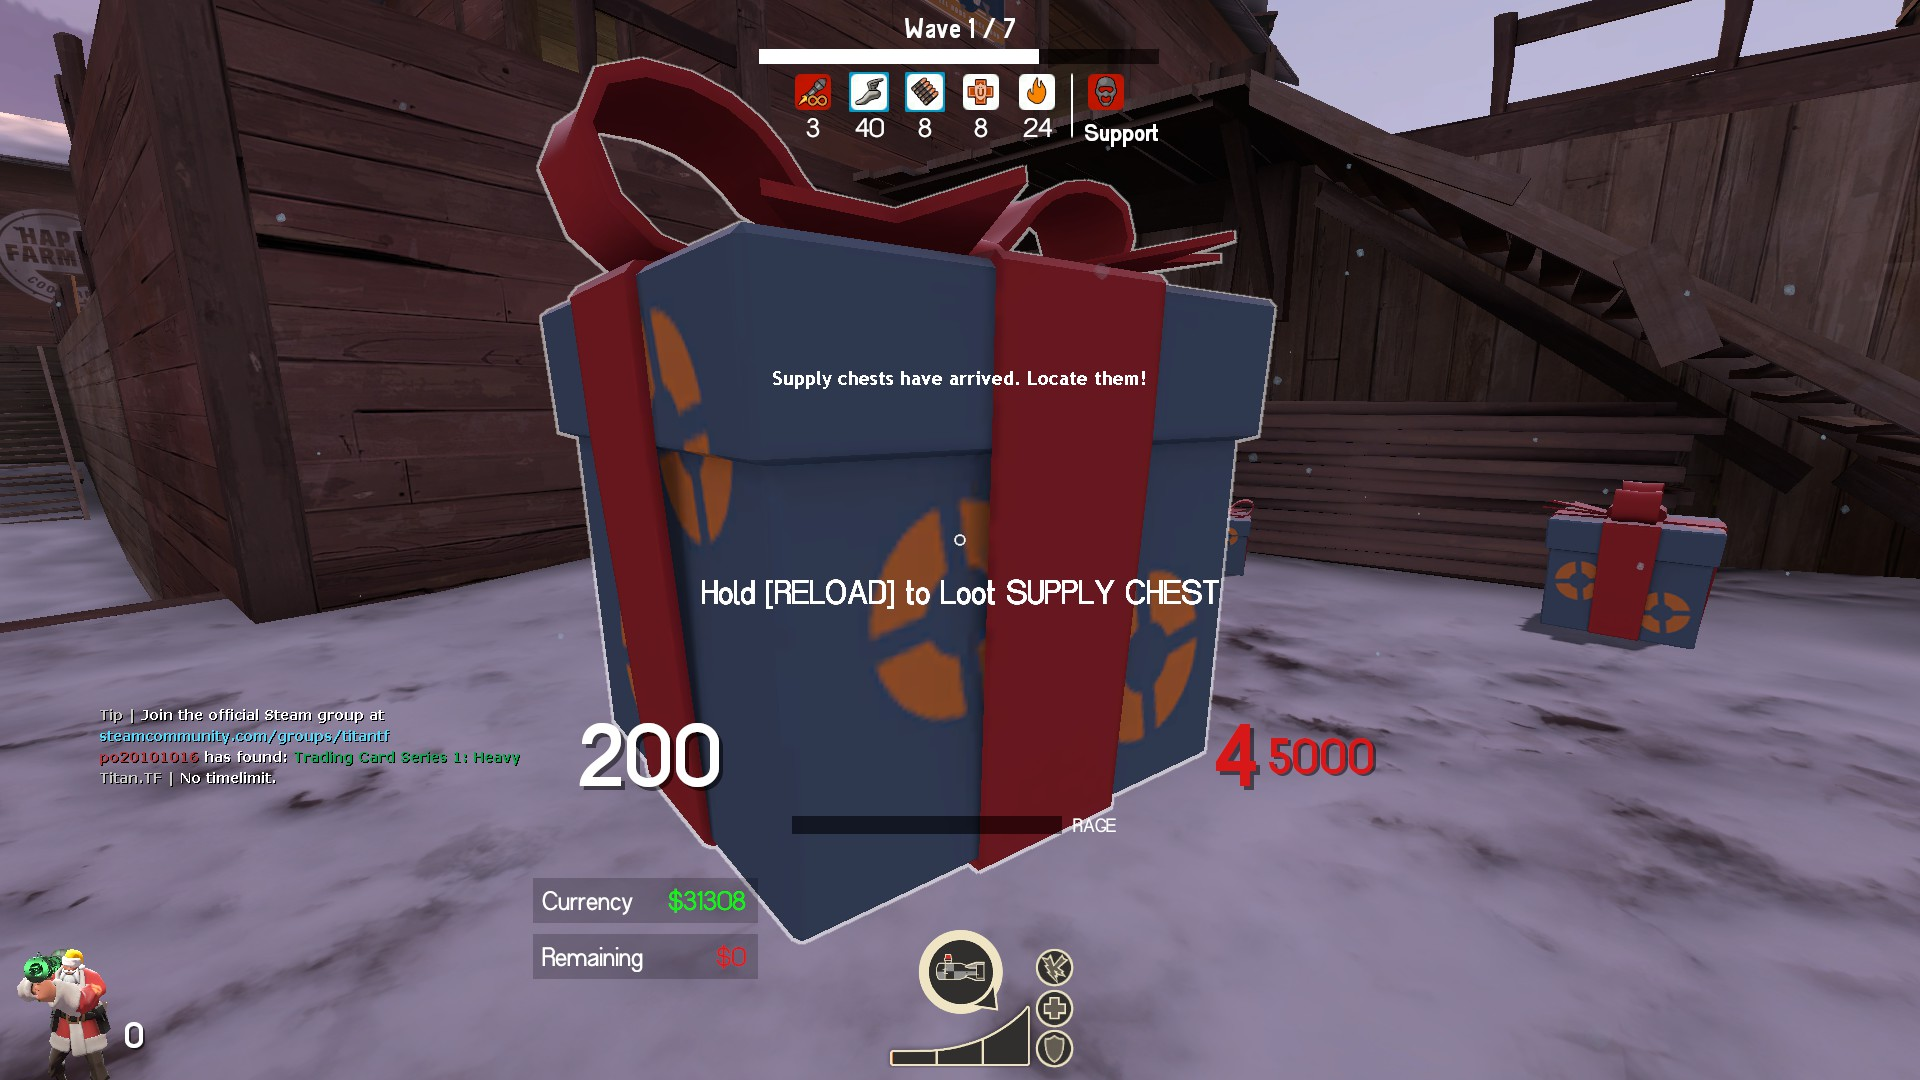 Wave 1 / 7
3 40 8 8 24
Support
HAP
FARM
COO
Supply chests have arrived. Locate them!
Hold [RELOAD] to Loot SUPPLY CHEST
Tip | Join the official Steam group at
steamcommunity.com/groups/titantf
po20101016 has found: Trading Card Series 1: Heavy
Titan.TF | No timelimit.
200
4 5000
RAGE
Currency $31308
Remaining $0
0